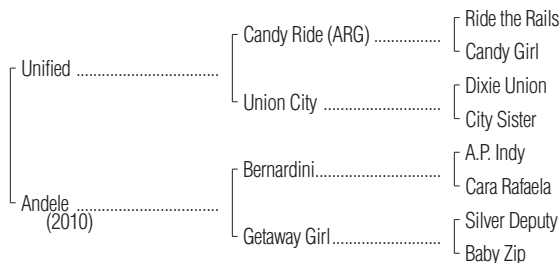 Ride the Rails
Candy Ride (ARG) ..................
Candy Girl
Unified ...................................
Dixie Union
Union City .............................
City Sister
A.P. Indy
Bernardini...............................
Cara Rafaela
Andele ...................................
(2010)
Silver Deputy
Getaway Girl...........................
Baby Zip